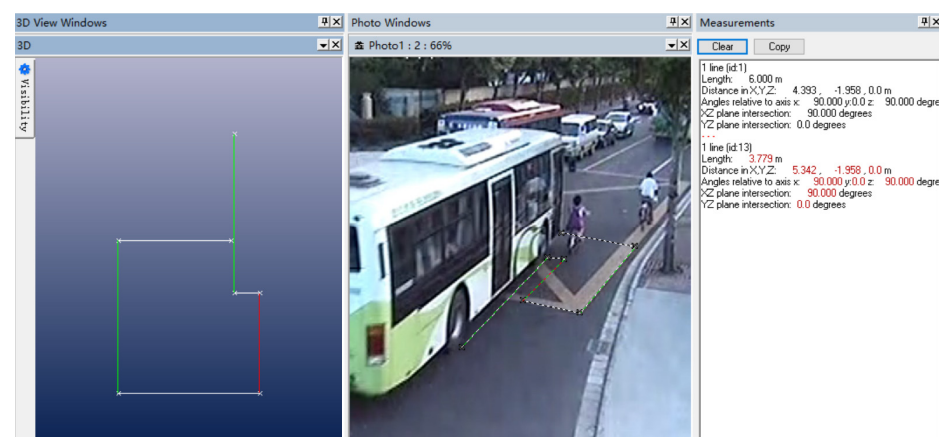 3D View Windows
Photo Windows
Measurements
3D
Photo1 : 2 : 66%
Clear
Copy
Visibility
1 line (id:1)
Length: 6.000 m
Distance in X,Y,Z: 4.393 , -1.958 , 0.0 m
Angles relative to axis x: 90.000 y:0.0 z: 90.000 degre
XZ plane intersection: 90.000 degrees
YZ plane intersection: 0.0 degrees
- - -
1 line (id:13)
Length: 3.779 m
Distance in X,Y,Z: 5.342 , -1.958 , 0.0 m
Angles relative to axis x: 90.000 y:0.0 z: 90.000 degre
XZ plane intersection: 90.000 degrees
YZ plane intersection: 0.0 degrees